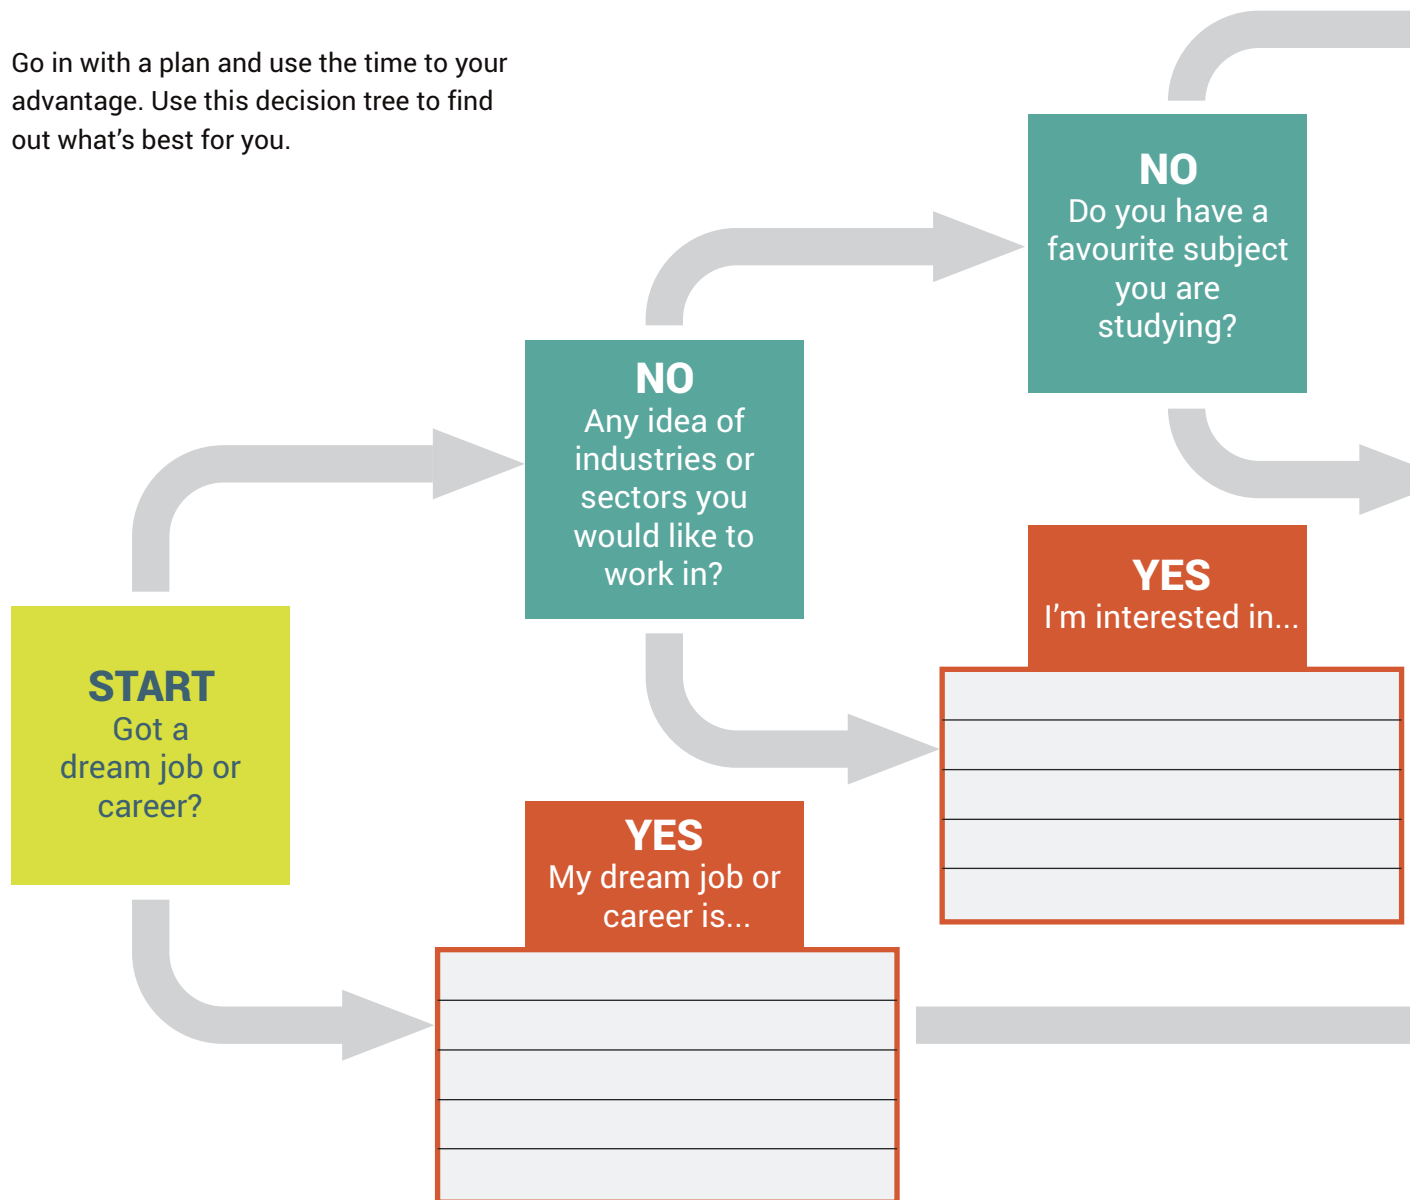 Go in with a plan and use the time to your
advantage. Use this decision tree to find
out what's best for you.
NO
Do you have a
favourite subject
you are
studying?
NO
Any idea of
industries or
sectors you
would like to
work in?
YES
I'm interested in...
START
Got a
dream job or
career?
YES
My dream job or
career is...